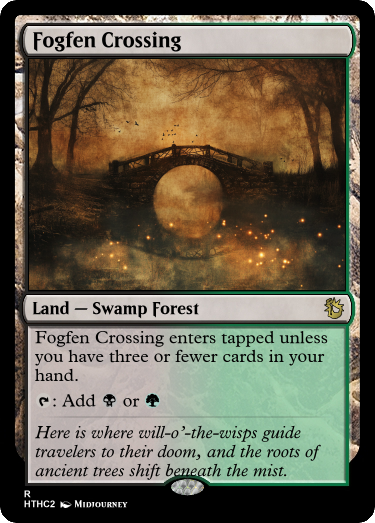 Fogfen Crossing
Land — Swamp Forest
Fogfen Crossing enters tapped unless
you have three or fewer cards in your
hand.
: Add or
Here is where will-o'-the-wisps guide
travelers to their doom, and the roots of
ancient trees shift beneath the mist.
R
HTHC2 Midjourney